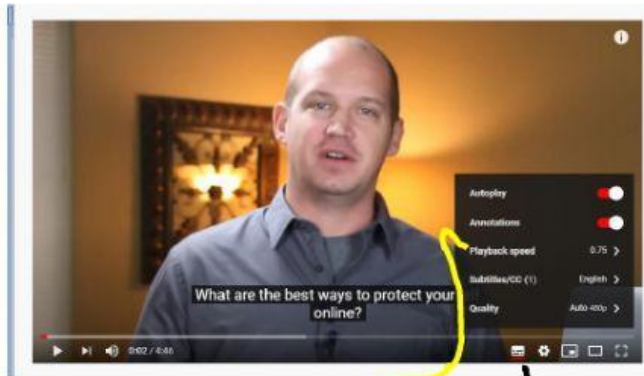 Autoplay
Annotations
Playback speed 0.75 >
Subtitles/CC (1) English >
Quality Auto 480p >
What are the best ways to protect your
online?
0:02 / 4:46